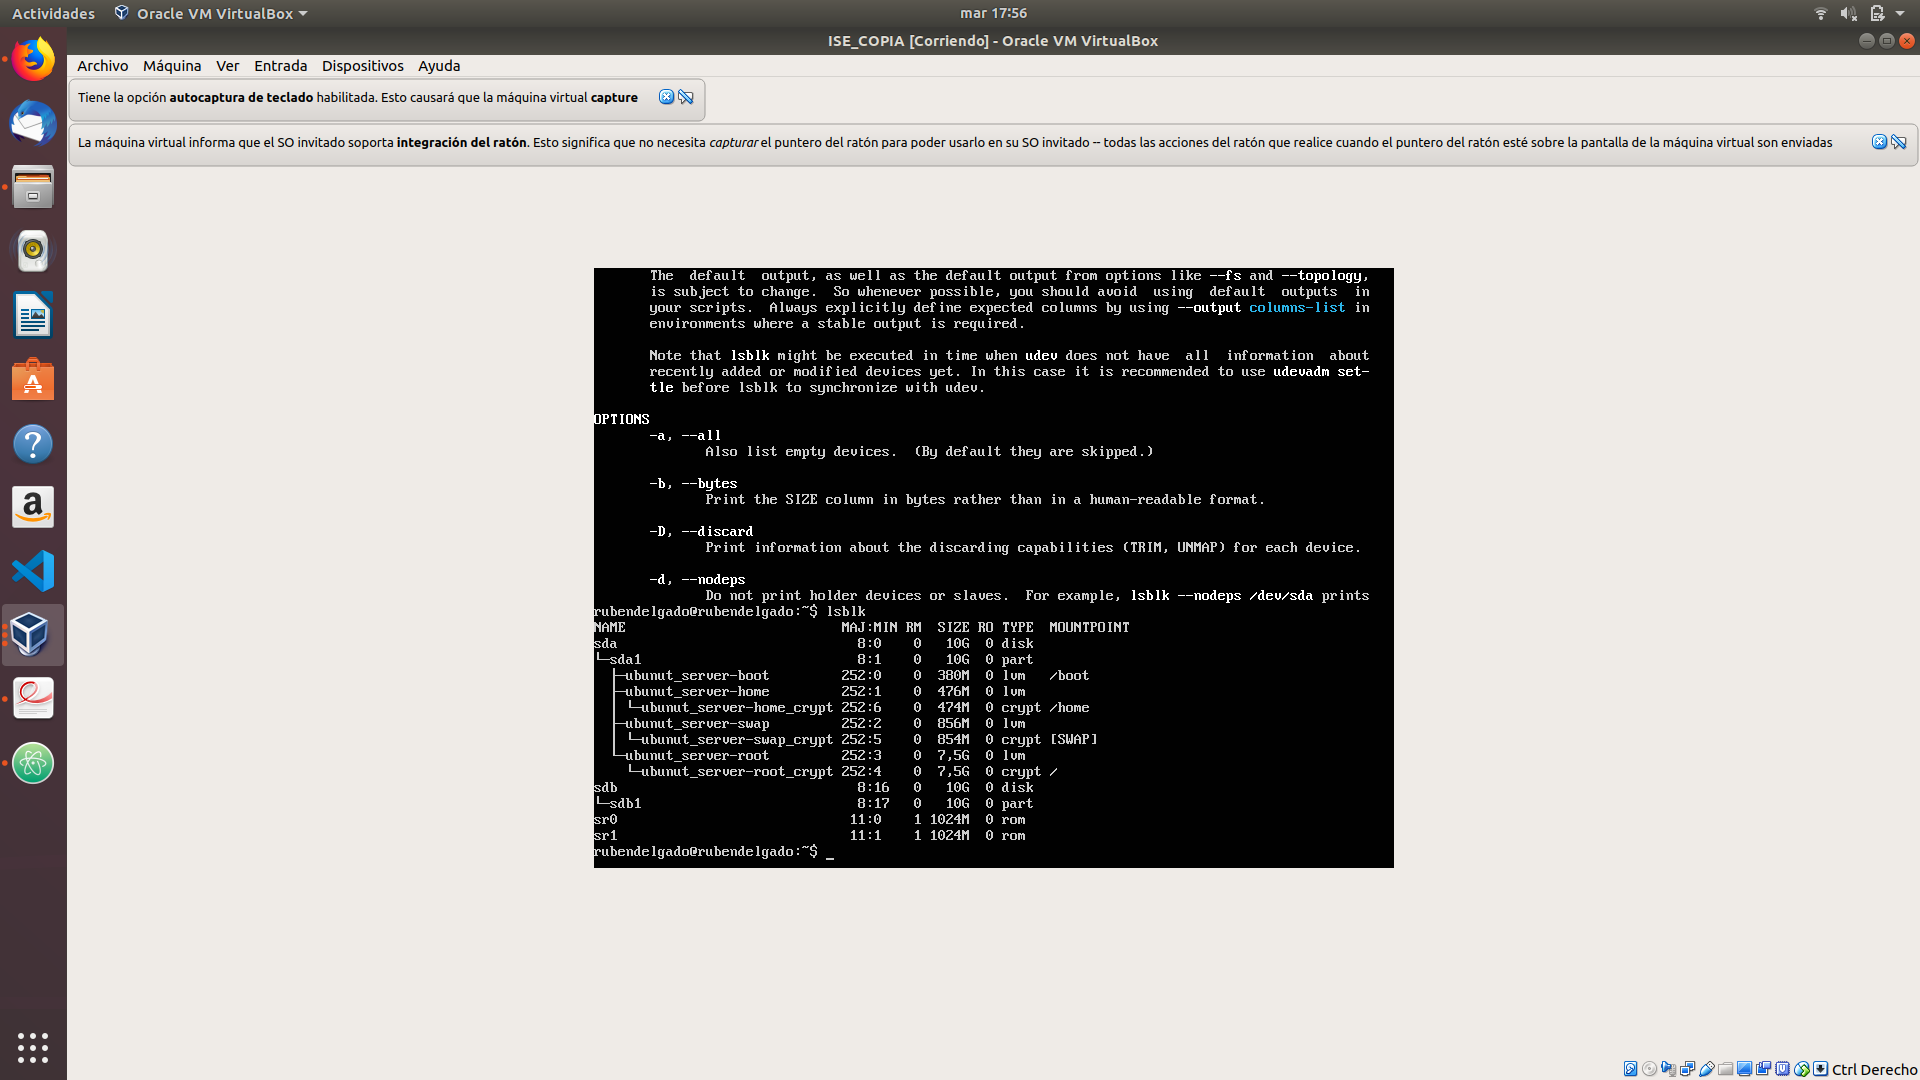 Actividades Oracle VM VirtualBox mar 17:56
ISE_COPIA [Corriendo] - Oracle VM VirtualBox
Archivo Máquina Ver Entrada Dispositivos Ayuda
Tiene la opción autocaptura de teclado habilitada. Esto causará que la máquina virtual capture
La máquina virtual informa que el SO invitado soporta integración del ratón. Esto significa que no necesita capturar el puntero del ratón para poder usarlo en su SO invitado -- todas las acciones del ratón que realice cuando el puntero del ratón esté sobre la pantalla de la máquina virtual son enviadas
The default output, as well as the default output from options like --fs and --topology,
is subject to change. So whenever possible, you should avoid using default outputs in
your scripts. Always explicitly define expected columns by using --output columns-list in
environments where a stable output is required.
Note that lsblk might be executed in time when udev does not have all information about
recently added or modified devices yet. In this case it is recommended to use udevadm set-
tle before lsblk to synchronize with udev.
OPTIONS
-a, --all
Also list empty devices. (By default they are skipped.)
-b, --bytes
Print the SIZE column in bytes rather than in a human-readable format.
-D, --discard
Print information about the discarding capabilities (TRIM, UNMAP) for each device.
-d, --nodeps
Do not print holder devices or slaves. For example, lsblk --nodeps /dev/sda prints
rubendelgado@rubendelgado:~$ lsblk
NAME MAJ:MIN RM SIZE RO TYPE MOUNTPOINT
sda 8:0 0 10G 0 disk
└─sda1 8:1 0 10G 0 part
├─ubunut_server-boot 252:0 0 380M 0 lvm /boot
├─ubunut_server-home 252:1 0 476M 0 lvm
│ └─ubunut_server-home_crypt 252:6 0 474M 0 crypt /home
├─ubunut_server-swap 252:2 0 856M 0 lvm
│ └─ubunut_server-swap_crypt 252:5 0 854M 0 crypt [SWAP]
└─ubunut_server-root 252:3 0 7,5G 0 lvm
└─ubunut_server-root_crypt 252:4 0 7,5G 0 crypt /
sdb 8:16 0 10G 0 disk
└─sdb1 8:17 0 10G 0 part
sr0 11:0 1 1024M 0 rom
sr1 11:1 1 1024M 0 rom
rubendelgado@rubendelgado:~$ _
Ctrl Derecho